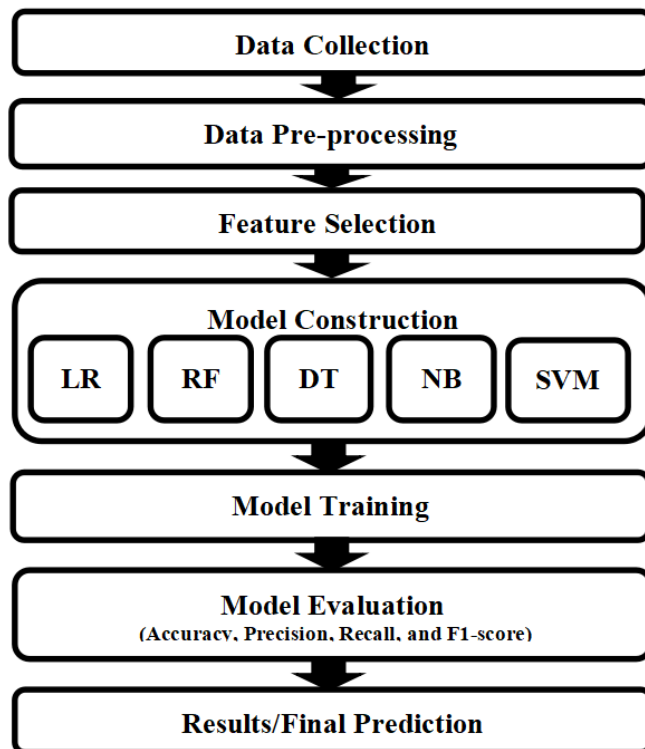 Data Collection
Data Pre-processing
Feature Selection
Model Construction
LR RF DT NB SVM
Model Training
Model Evaluation
(Accuracy, Precision, Recall, and F1-score)
Results/Final Prediction